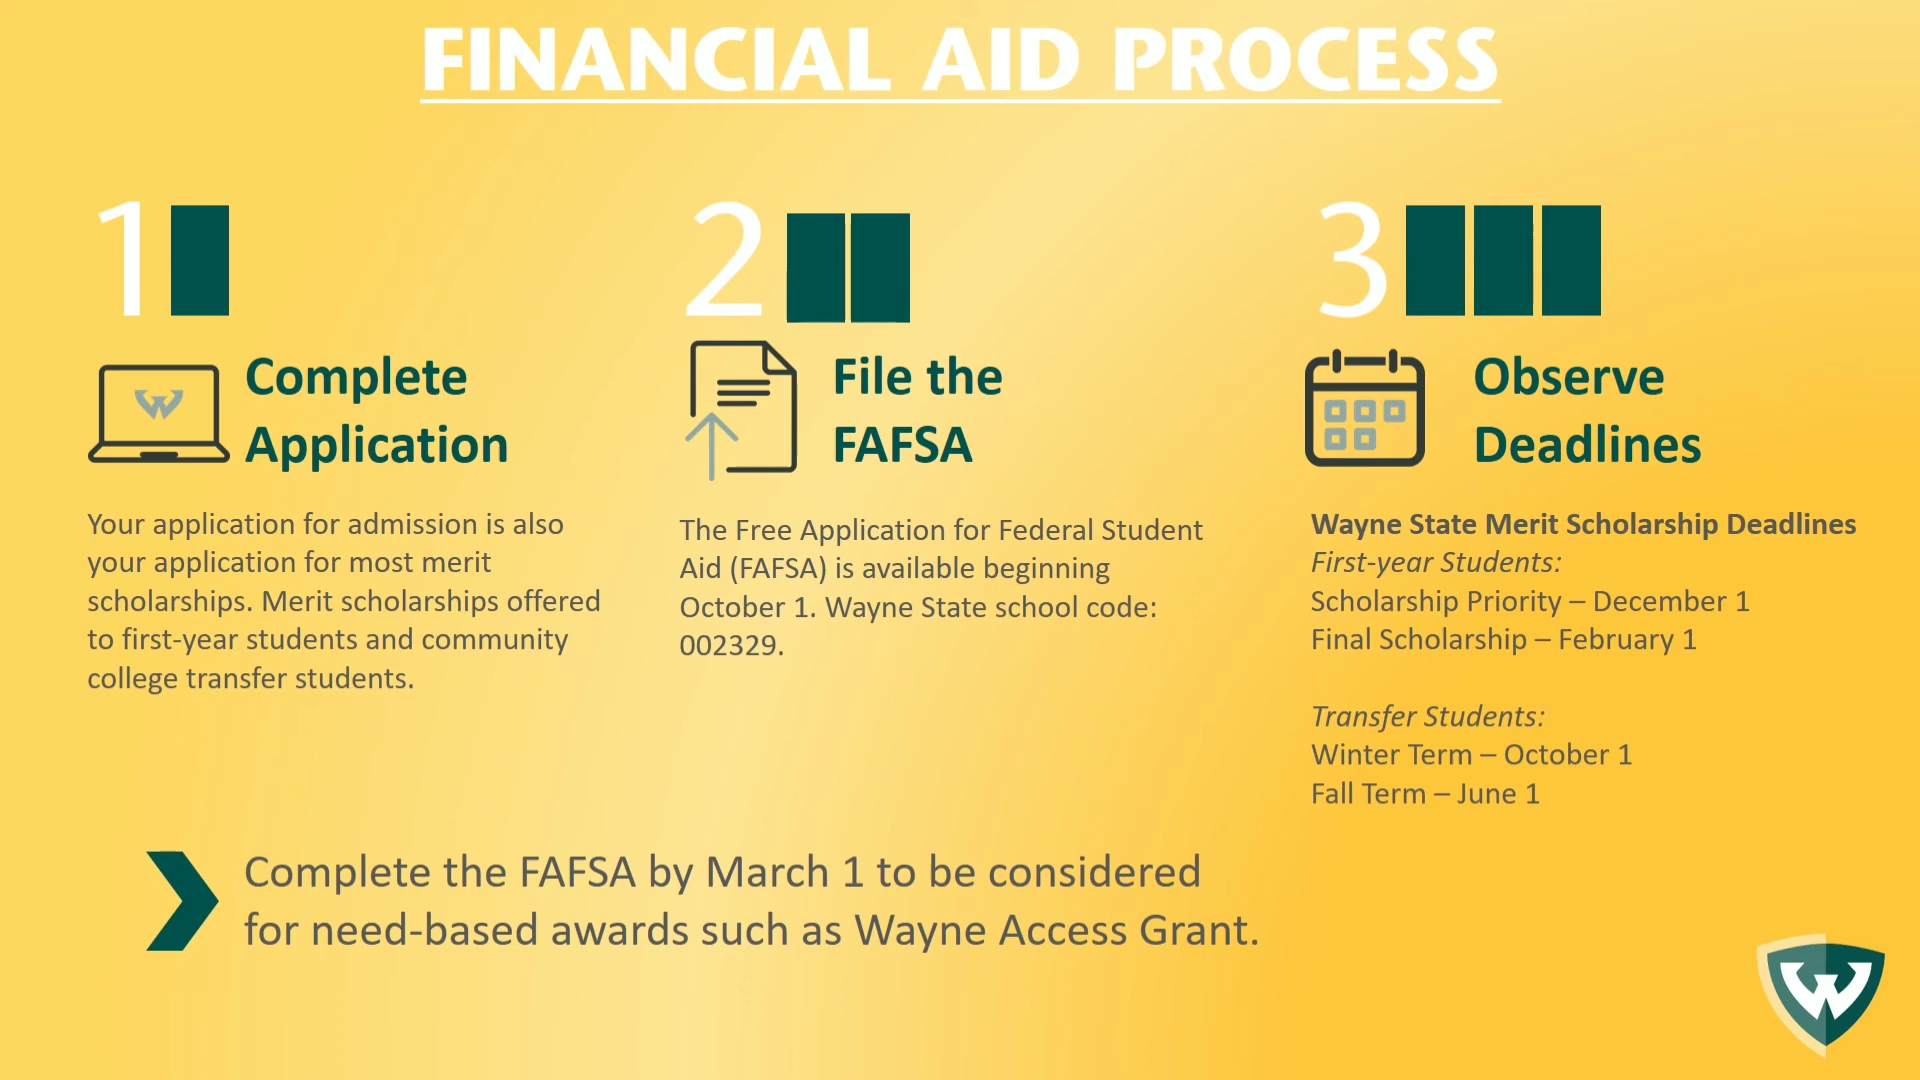 FINANCIAL AID PROCESS
1
Complete
Application
Your application for admission is also
your application for most merit
scholarships. Merit scholarships offered
to first-year students and community
college transfer students.
2
File the
FAFSA
The Free Application for Federal Student
Aid (FAFSA) is available beginning
October 1. Wayne State school code:
002329.
3
Observe
Deadlines
Wayne State Merit Scholarship Deadlines
First-year Students:
Scholarship Priority – December 1
Final Scholarship – February 1
Transfer Students:
Winter Term – October 1
Fall Term – June 1
Complete the FAFSA by March 1 to be considered
for need-based awards such as Wayne Access Grant.
W